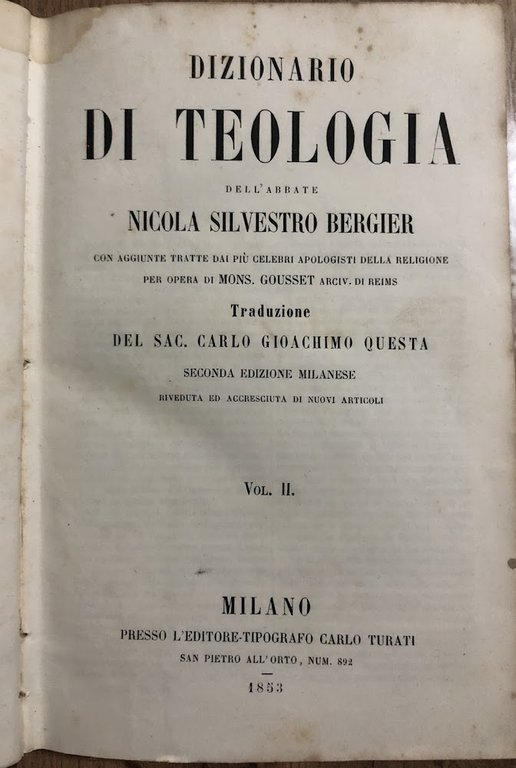 DIZIONARIO
DI TEOLOGIA
DELL'ABBATE
NICOLA SILVESTRO BERGIER
CON AGGIUNTE TRATTE DAI PIÙ CELEBRI APOLOGISTI DELLA RELIGIONE
PER OPERA DI MONS. GOUSSET ARCIV. DI REIMS
Traduzione
DEL SAC. CARLO GIOACHIMO QUESTA
SECONDA EDIZIONE MILANESE
RIVEDUTA ED ACCRESCIUTA DI NUOVI ARTICOLI
VOL. II.
MILANO
PRESSO L'EDITORE-TIPOGRAFO CARLO TURATI
SAN PIETRO ALL'ORTO, NUM. 892
1853